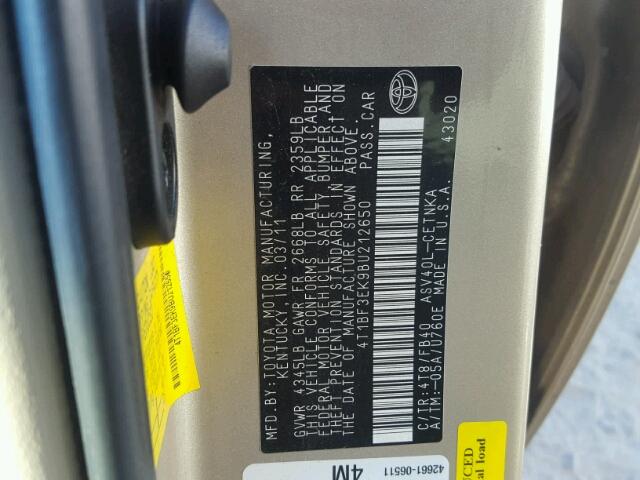 MFD. BY: TOYOTA MOTOR MANUFACTURING,
KENTUCKY, INC. 03/11
GVWR 4345LB GAWR FR 2668LB RR 2359LB
THIS VEHICLE CONFORMS TO ALL APPLICABLE
FEDERAL MOTOR VEHICLE SAFETY, BUMPER, AND
THEFT PREVENTION STANDARDS IN EFFECT ON
THE DATE OF MANUFACTURE SHOWN ABOVE.
4T1BF3EK9BU212650 PASS. CAR
C/TR: 4T8/FB40 ASV40L-CETNKA
A/TM: -05A/U760E MADE IN U.S.A.
43020
42661-06511
4M